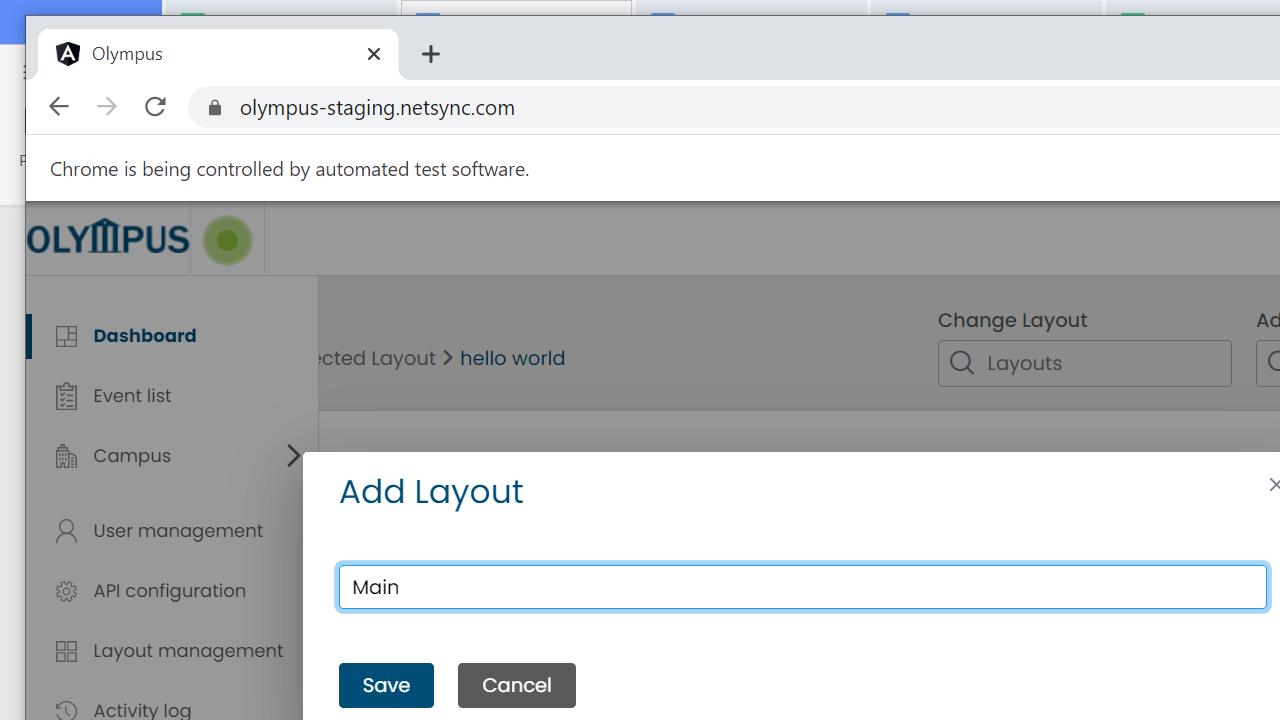 Olympus
olympus-staging.netsync.com
Chrome is being controlled by automated test software.
OLYMPUS
Dashboard
Event list
Campus
User management
API configuration
Layout management
Activity log
ected Layout > hello world
Change Layout
Layouts
Ad
Add Layout
Main
Save
Cancel